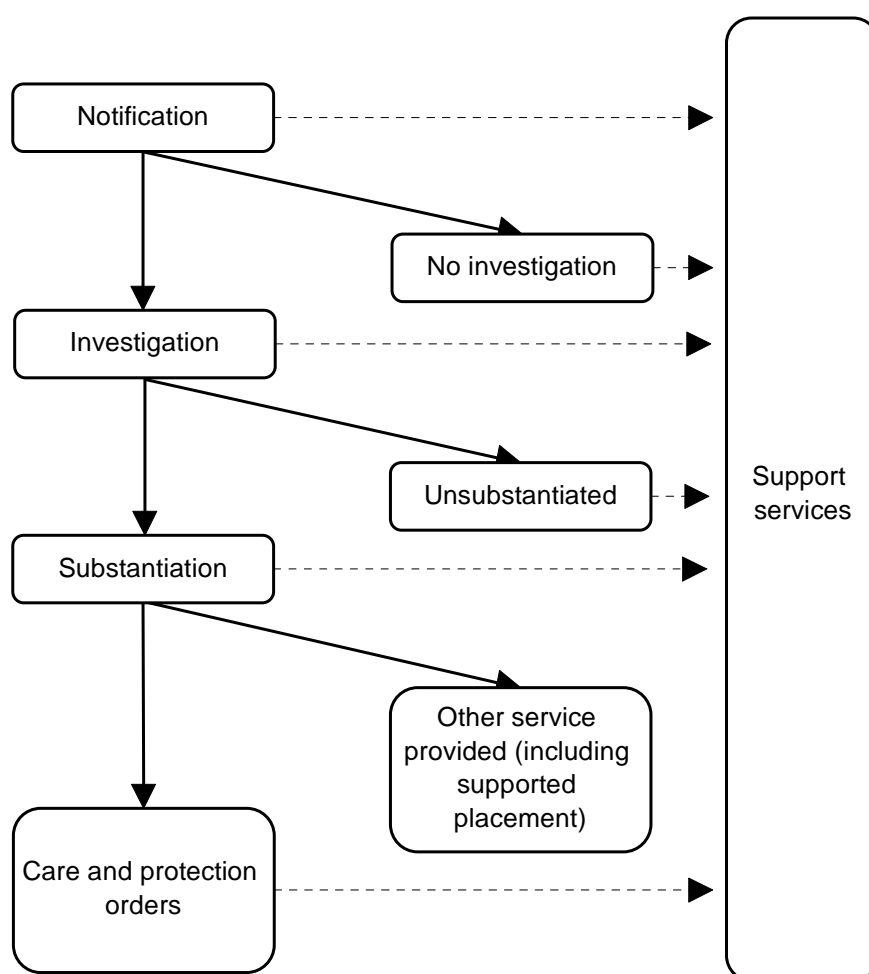 Notification
No investigation
Investigation
Unsubstantiated
Support
services
Substantiation
Other service
provided (including
supported
placement)
Care and protection
orders